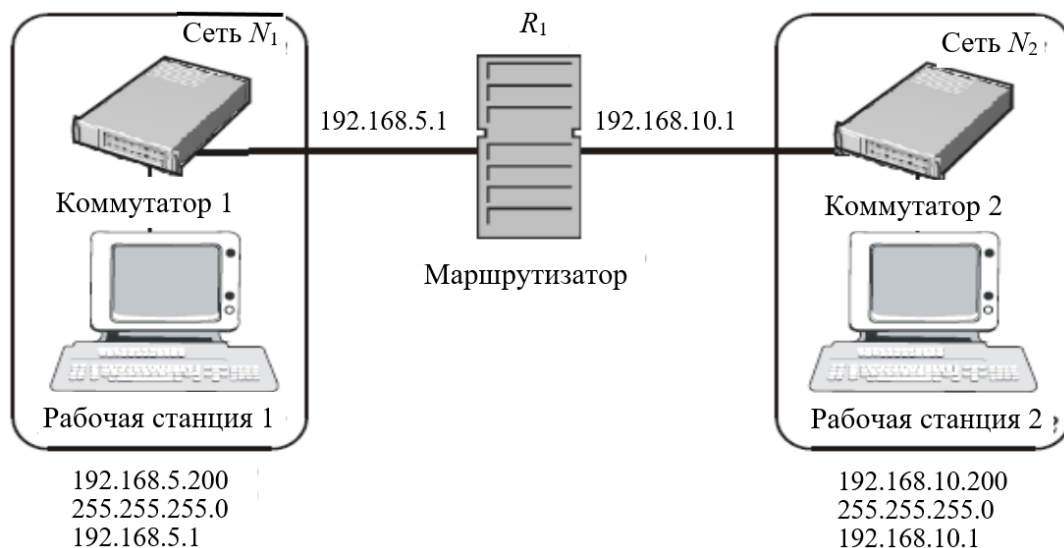 Сеть N₁
R₁
Сеть N₂
192.168.5.1
192.168.10.1
Коммутатор 1
Коммутатор 2
Маршрутизатор
Рабочая станция 1
Рабочая станция 2
192.168.5.200
255.255.255.0
192.168.5.1
192.168.10.200
255.255.255.0
192.168.10.1